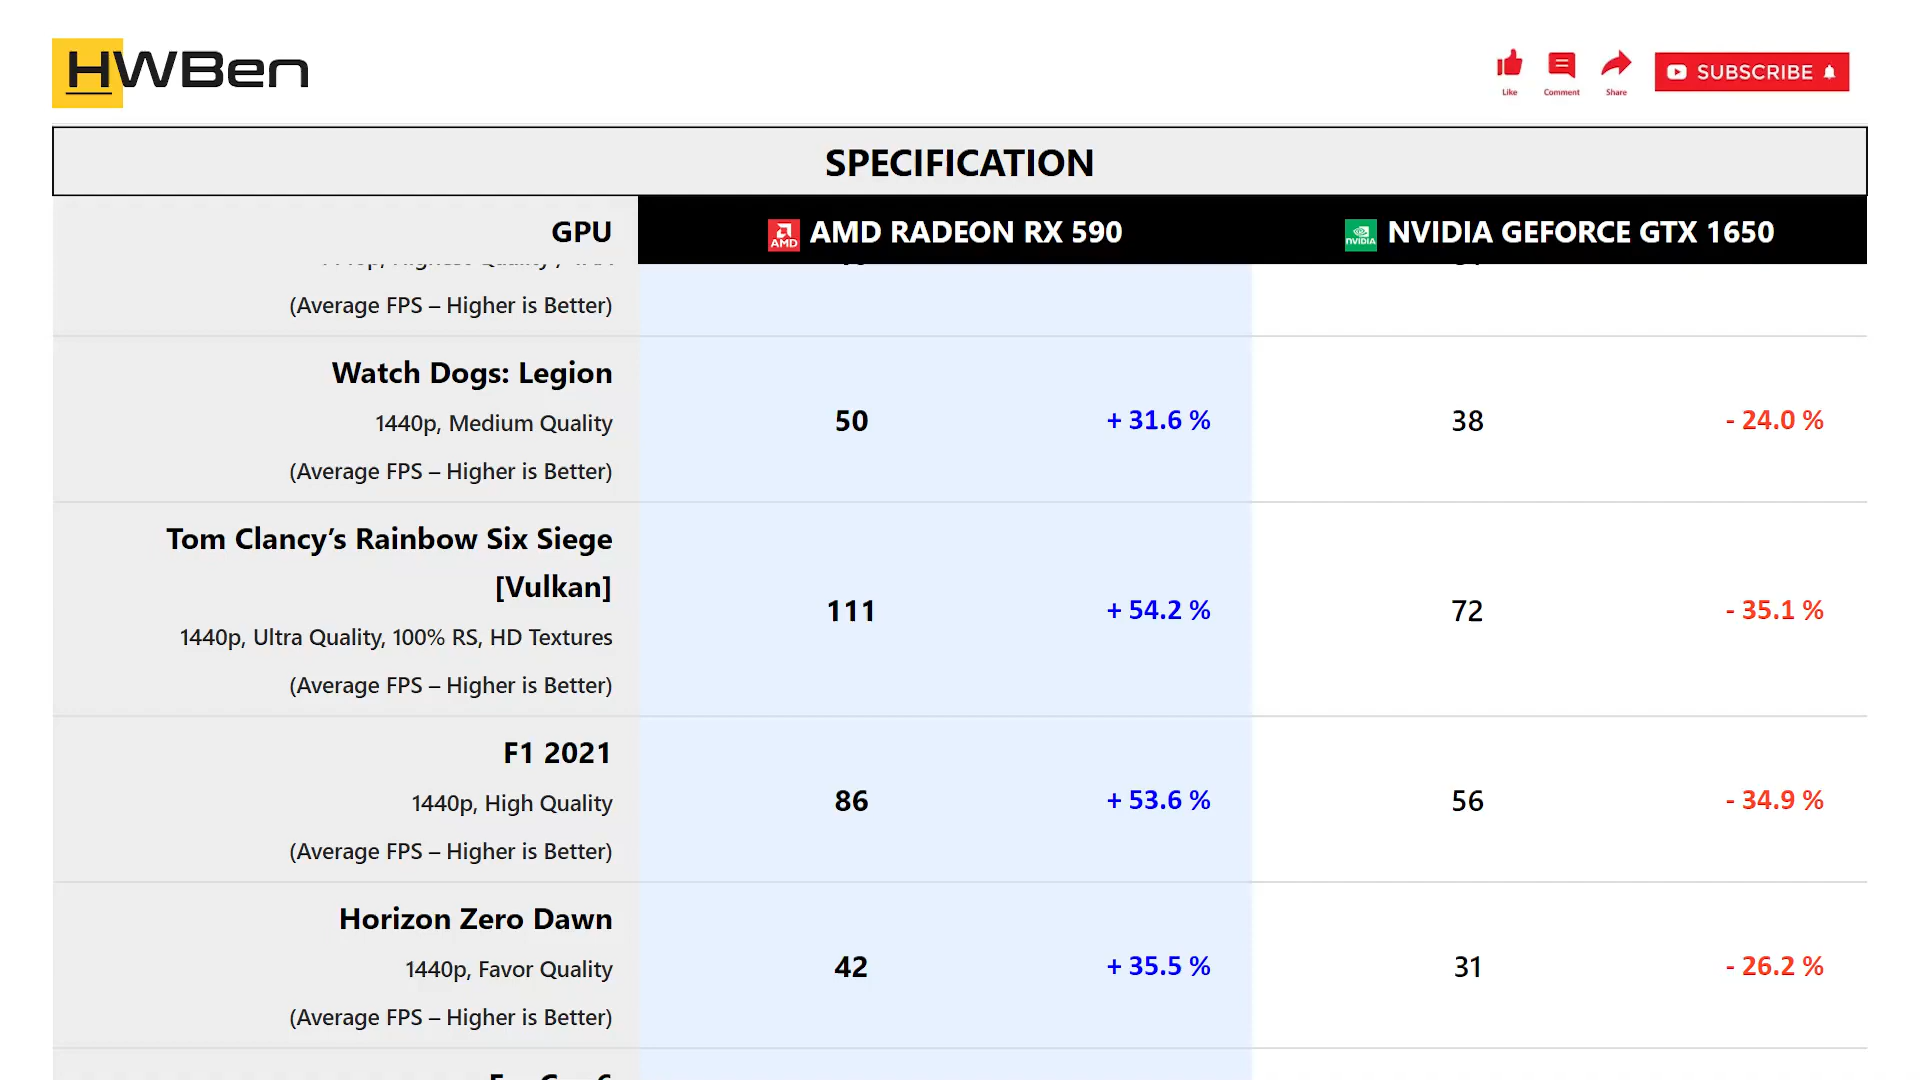 HWBen
Like
Comment
Share
SUBSCRIBE
SPECIFICATION
GPU
AMD
AMD RADEON RX 590
NVIDIA
NVIDIA GEFORCE GTX 1650
(Average FPS – Higher is Better)
Watch Dogs: Legion
1440p, Medium Quality
(Average FPS – Higher is Better)
50
+ 31.6 %
38
- 24.0 %
Tom Clancy’s Rainbow Six Siege
[Vulkan]
1440p, Ultra Quality, 100% RS, HD Textures
(Average FPS – Higher is Better)
111
+ 54.2 %
72
- 35.1 %
F1 2021
1440p, High Quality
(Average FPS – Higher is Better)
86
+ 53.6 %
56
- 34.9 %
Horizon Zero Dawn
1440p, Favor Quality
(Average FPS – Higher is Better)
42
+ 35.5 %
31
- 26.2 %